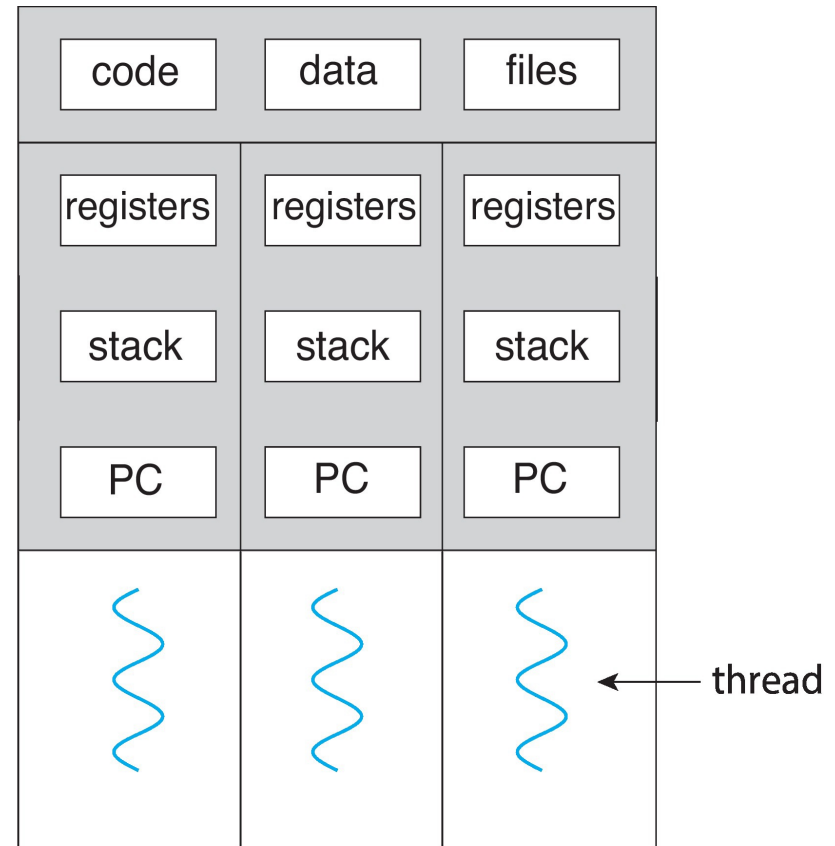 code data files
registers registers registers
stack stack stack
PC PC PC
thread